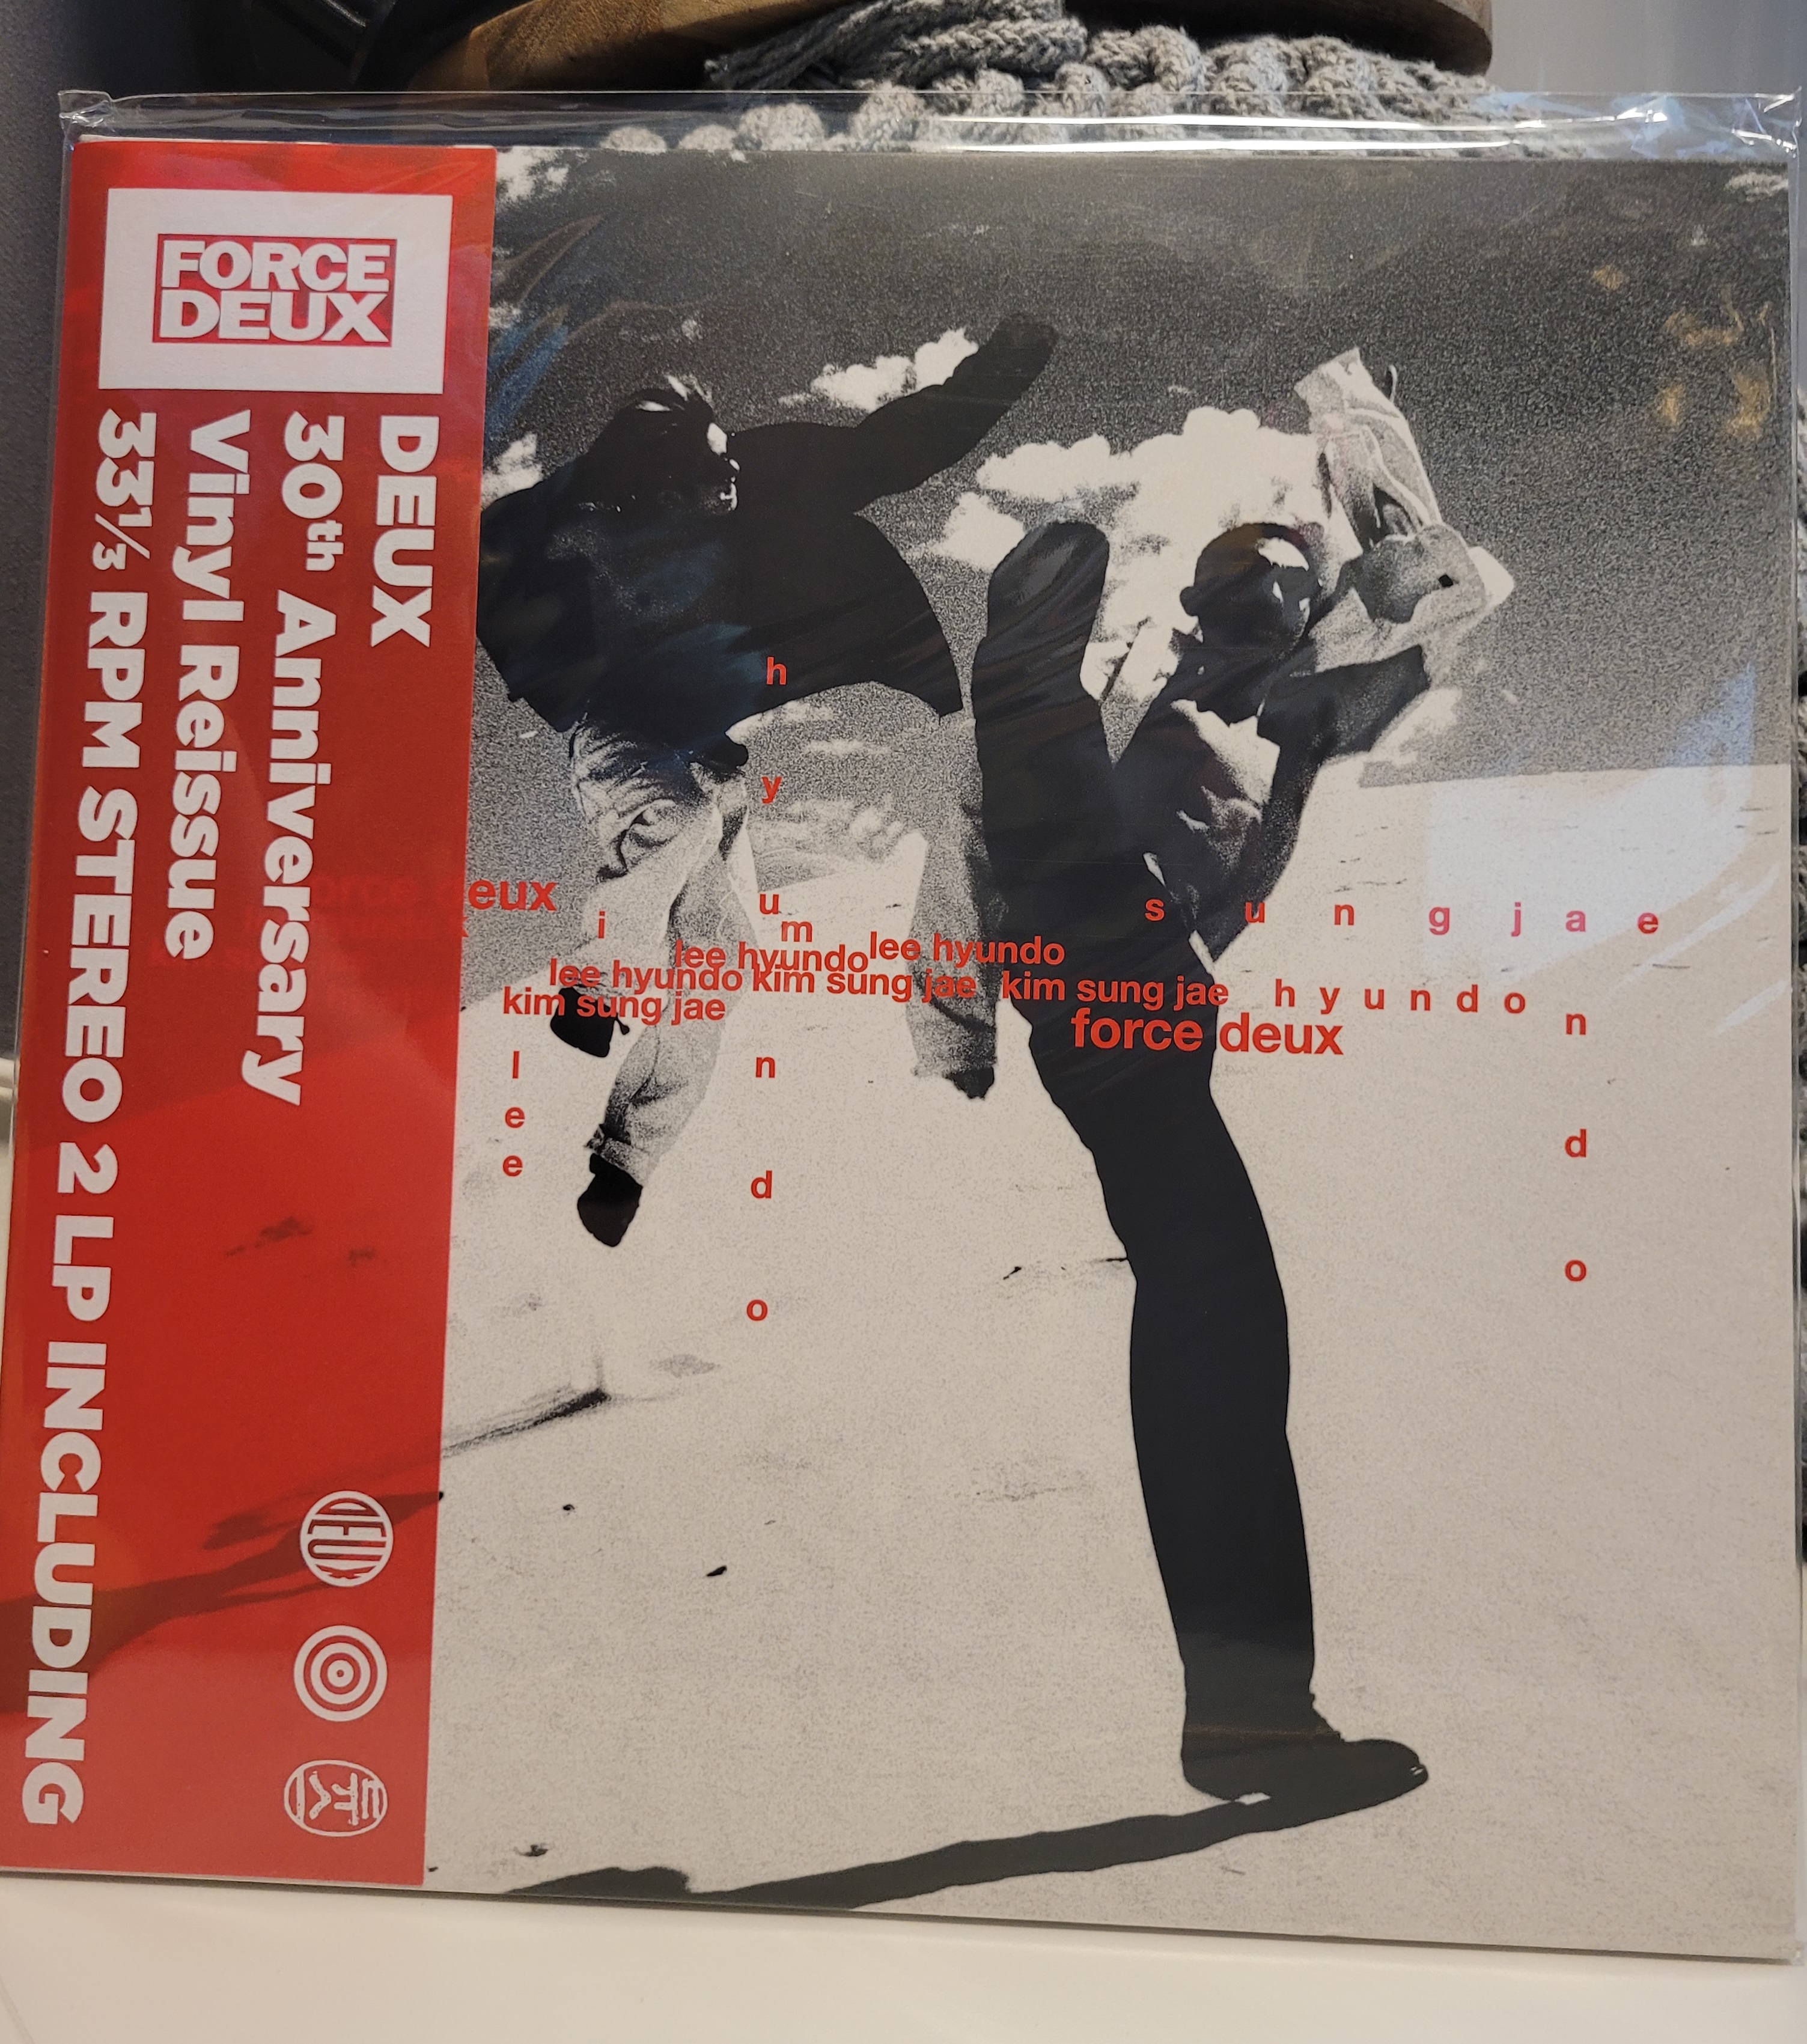 FORCE
DEUX
DEUX
30th Anniversary
Vinyl Reissue
33⅓ RPM STEREO 2 LP INCLUDING
DEUX
force deux
h
y
u
m
n
d
o
i
lee hyundo
lee hyundo
lee hyundo kim sung jae kim sung jae
kim sung jae
force deux
l
e
e
s u n g j a e
h y u n d o
n
d
o